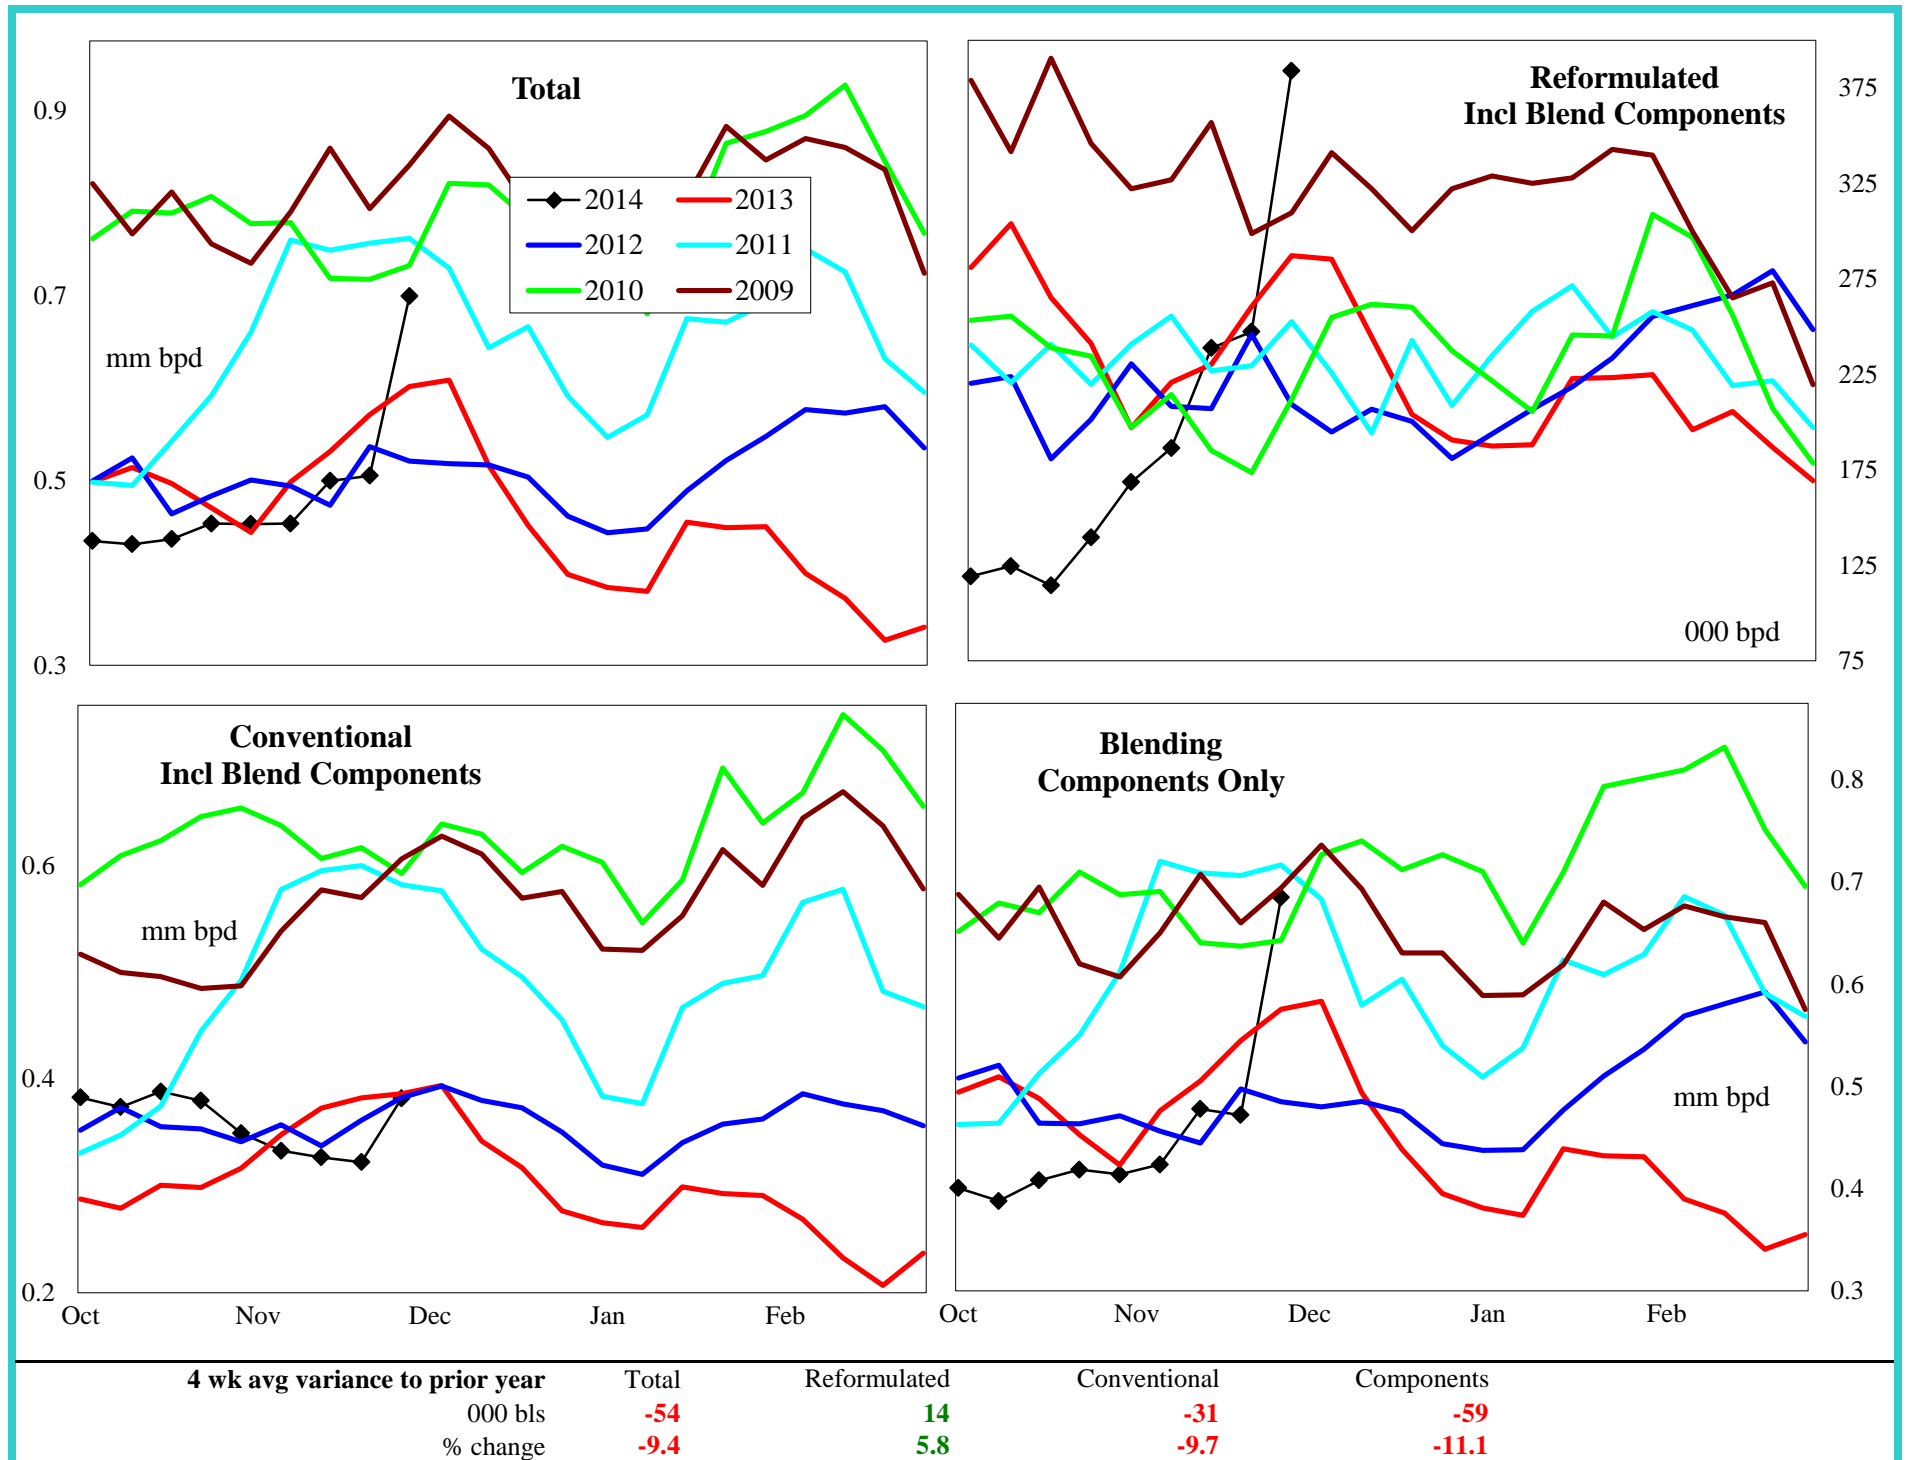 Total
0.9
0.7
0.5
0.3
mm bpd
2014 2013
2012 2011
2010 2009
Reformulated
Incl Blend Components
375
325
275
225
175
125
75
000 bpd
Conventional
Incl Blend Components
mm bpd
0.6
0.4
0.2
Oct Nov Dec Jan Feb
Blending
Components Only
mm bpd
0.8
0.7
0.6
0.5
0.4
0.3
Oct Nov Dec Jan Feb
4 wk avg variance to prior year Total Reformulated Conventional Components
000 bls -54 14 -31 -59
% change -9.4 5.8 -9.7 -11.1